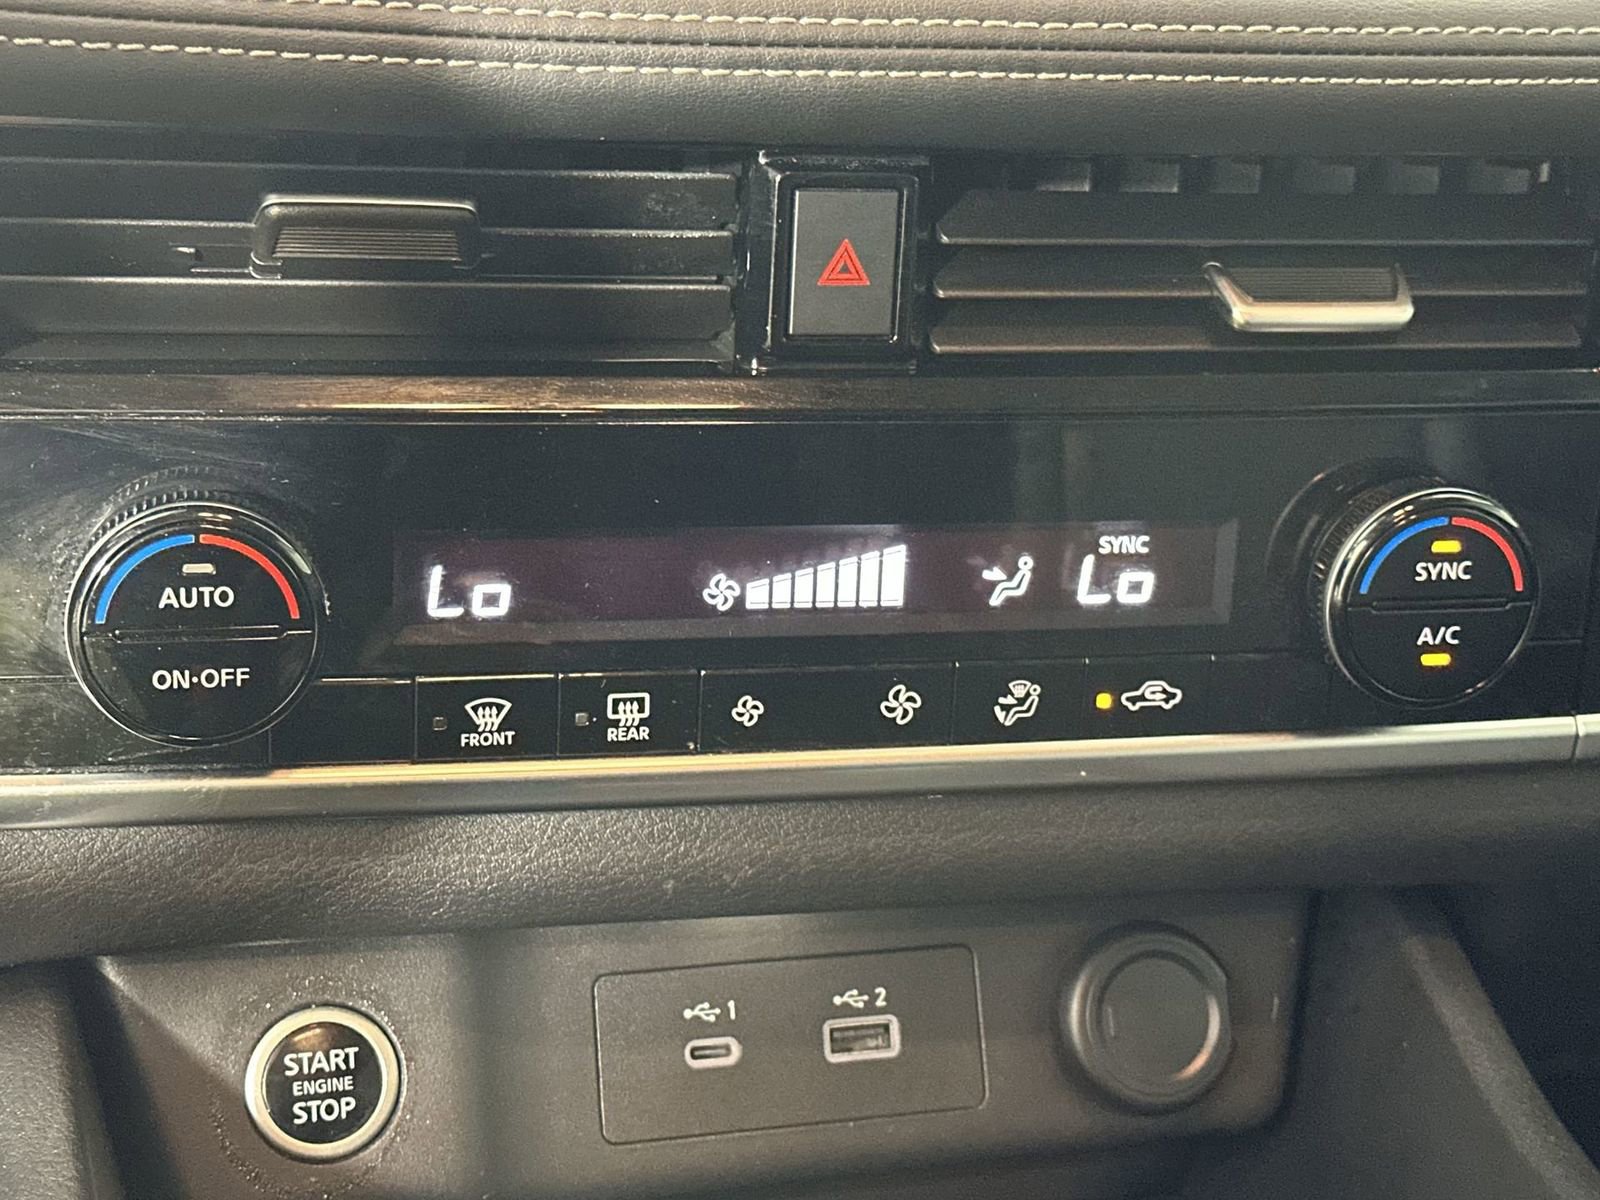 SYNC
Lo
Lo
AUTO
ON•OFF
SYNC
A/C
FRONT
REAR
1
2
START
ENGINE
STOP